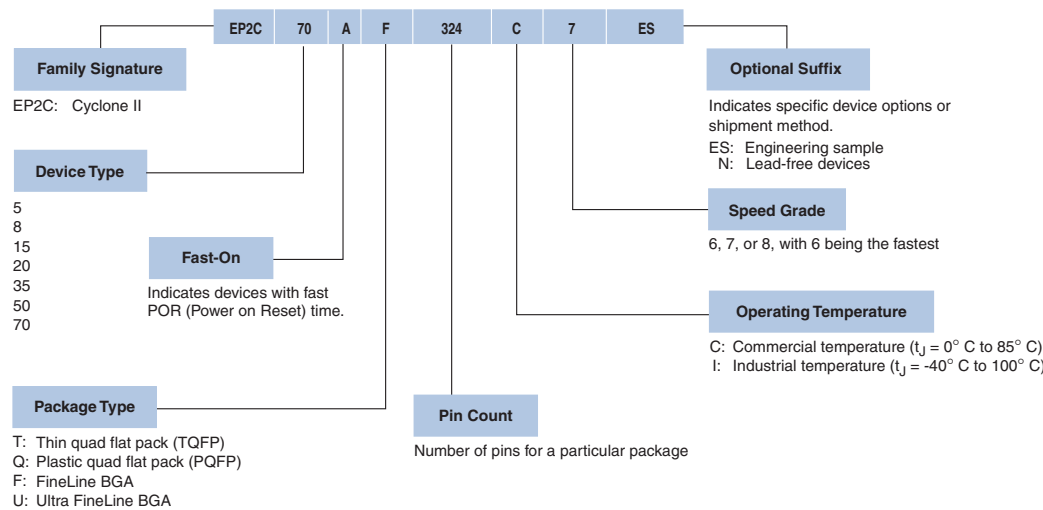 EP2C 70 A F 324 C 7 ES
Family Signature
EP2C: Cyclone II
Device Type
5
8
15
20
35
50
70
Fast-On
Indicates devices with fast
POR (Power on Reset) time.
Package Type
T: Thin quad flat pack (TQFP)
Q: Plastic quad flat pack (PQFP)
F: FineLine BGA
U: Ultra FineLine BGA
Pin Count
Number of pins for a particular package
Optional Suffix
Indicates specific device options or
shipment method.
ES: Engineering sample
N: Lead-free devices
Speed Grade
6, 7, or 8, with 6 being the fastest
Operating Temperature
C: Commercial temperature (tJ = 0° C to 85° C)
I: Industrial temperature (tJ = -40° C to 100° C)